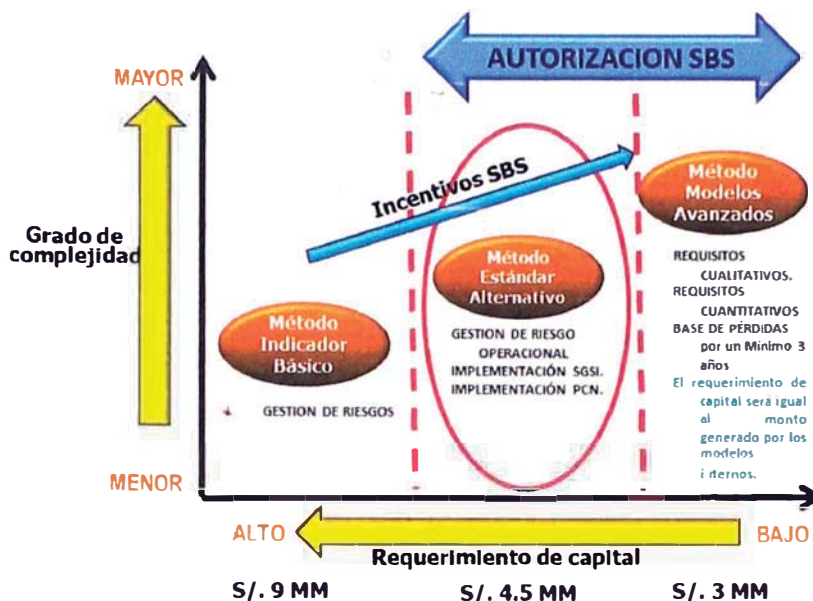 AUTORIZACION SBS
MAYOR
Incentivos SBS
Método
Modelos
Avanzados
Grado de
complejidad
Método
Estándar
Alternativo
REQUISITOS
CUALITATIVOS.
REQUISITOS
CUANTITATIVOS
BASE DE PÉRDIDAS
por un Mínimo 3
años
El requerimiento de
capital será igual
al monto
generado por los
modelos
i rternos.
Método
Indicador
Básico
GESTION DE RIESGO
OPERACIONAL
IMPLEMENTACIÓN SGSI.
IMPLEMENTACIÓN PCN.
GESTION DE RIESGOS
MENOR
ALTO
BAJO
Requerimiento de capital
S/. 9 MM
S/. 4.5 MM
S/. 3 MM